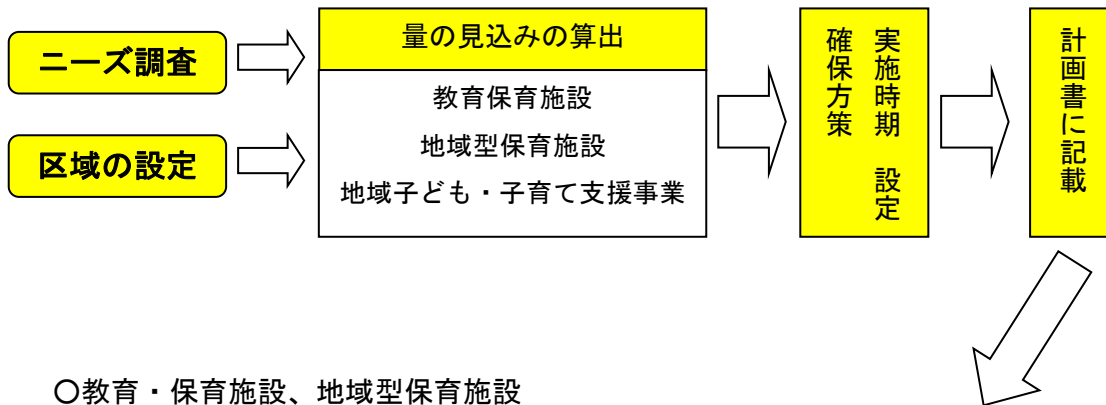 ニーズ調査
区域の設定
量の見込みの算出
教育保育施設
地域型保育施設
地域子ども・子育て支援事業
実施時期　設定
確保方策
計画書に記載
〇教育・保育施設、地域型保育施設